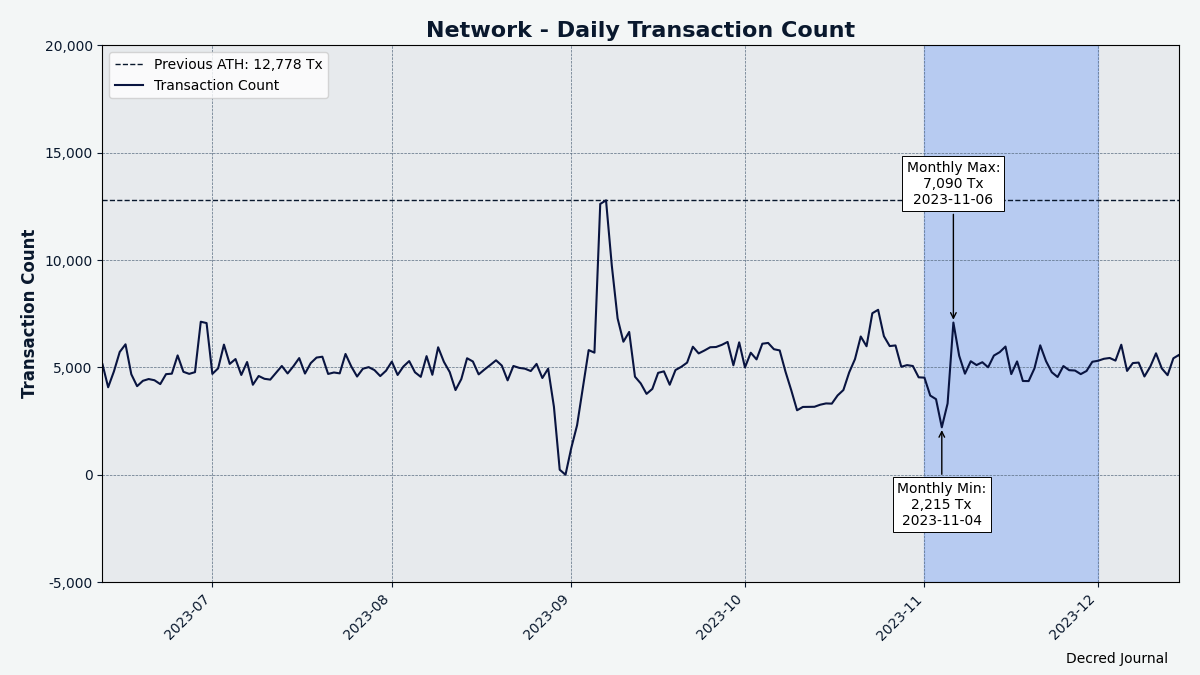 Network - Daily Transaction Count
Previous ATH: 12,778 Tx
Transaction Count
Monthly Max:
7,090 Tx
2023-11-06
Monthly Min:
2,215 Tx
2023-11-04
Transaction Count
20,000
15,000
10,000
5,000
0
-5,000
2023-07
2023-08
2023-09
2023-10
2023-11
2023-12
Decred Journal